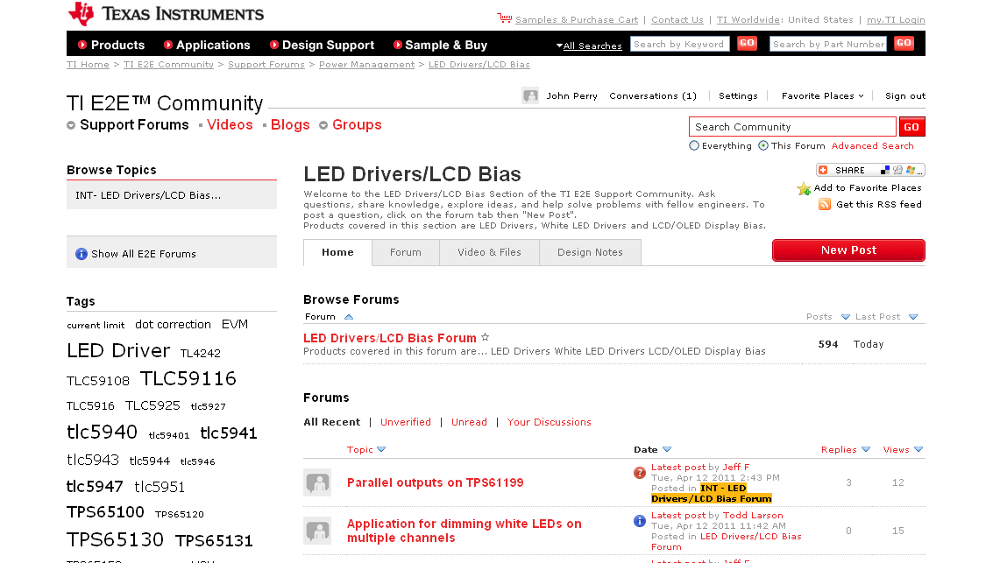 TEXAS INSTRUMENTS
Samples & Purchase Cart | Contact Us | TI Worldwide: United States | my.TI Login
Products Applications Design Support Sample & Buy All Searches Search by Keyword GO Search by Part Number GO
TI Home > TI E2E Community > Support Forums > Power Management > LED Drivers/LCD Bias
John Perry Conversations (1) | Settings | Favorite Places | Sign out
TI E2E™ Community
Support Forums Videos Blogs Groups
Search Community GO
Everything This Forum Advanced Search
Browse Topics
INT- LED Drivers/LCD Bias...
Show All E2E Forums
Tags
current limit dot correction EVM
LED Driver TL4242
TLC59108 TLC59116
TLC5916 TLC5925 tlc5927
tlc5940 tlc59401 tlc5941
tlc5943 tlc5944 tlc5946
tlc5947 tlc5951
TPS65100 TPS65120
TPS65130 TPS65131
LED Drivers/LCD Bias
Welcome to the LED Drivers/LCD Bias Section of the TI E2E Support Community. Ask
questions, share knowledge, explore ideas, and help solve problems with fellow engineers. To
post a question, click on the forum tab then "New Post".
Products covered in this section are LED Drivers, White LED Drivers and LCD/OLED Display Bias.
SHARE ...
Add to Favorite Places
Get this RSS feed
Home Forum Video & Files Design Notes
New Post
Browse Forums
Forum Posts Last Post
LED Drivers/LCD Bias Forum
Products covered in this forum are... LED Drivers White LED Drivers LCD/OLED Display Bias
594 Today
Forums
All Recent | Unverified | Unread | Your Discussions
Topic Date Replies Views
Parallel outputs on TPS61199
Latest post by Jeff F
Tue, Apr 12 2011 2:43 PM
Posted in INT - LED
Drivers/LCD Bias Forum
3 12
Application for dimming white LEDs on
multiple channels
Latest post by Todd Larson
Tue, Apr 12 2011 11:42 AM
Posted in LED Drivers/LCD Bias
Forum
0 15
Latest post by Jeff F